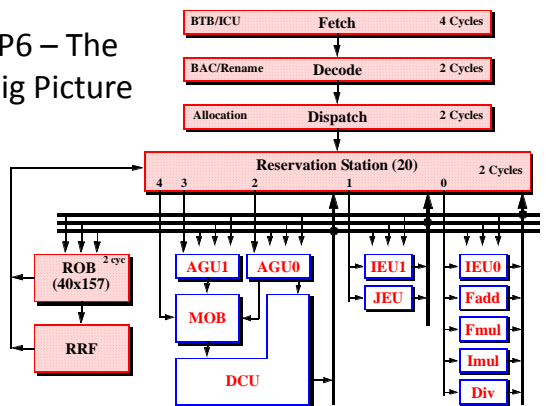 P6 – The
ig Picture
BTB/ICU Fetch 4 Cycles
BAC/Rename Decode 2 Cycles
Allocation Dispatch 2 Cycles
Reservation Station (20) 2 Cycles
4 3 2 1 0
ROB 2 cyc
(40x157)
AGU1 AGU0 IEU1 IEU0
JEU Fadd
MOB
RRF Fmul
DCU Imul
Div